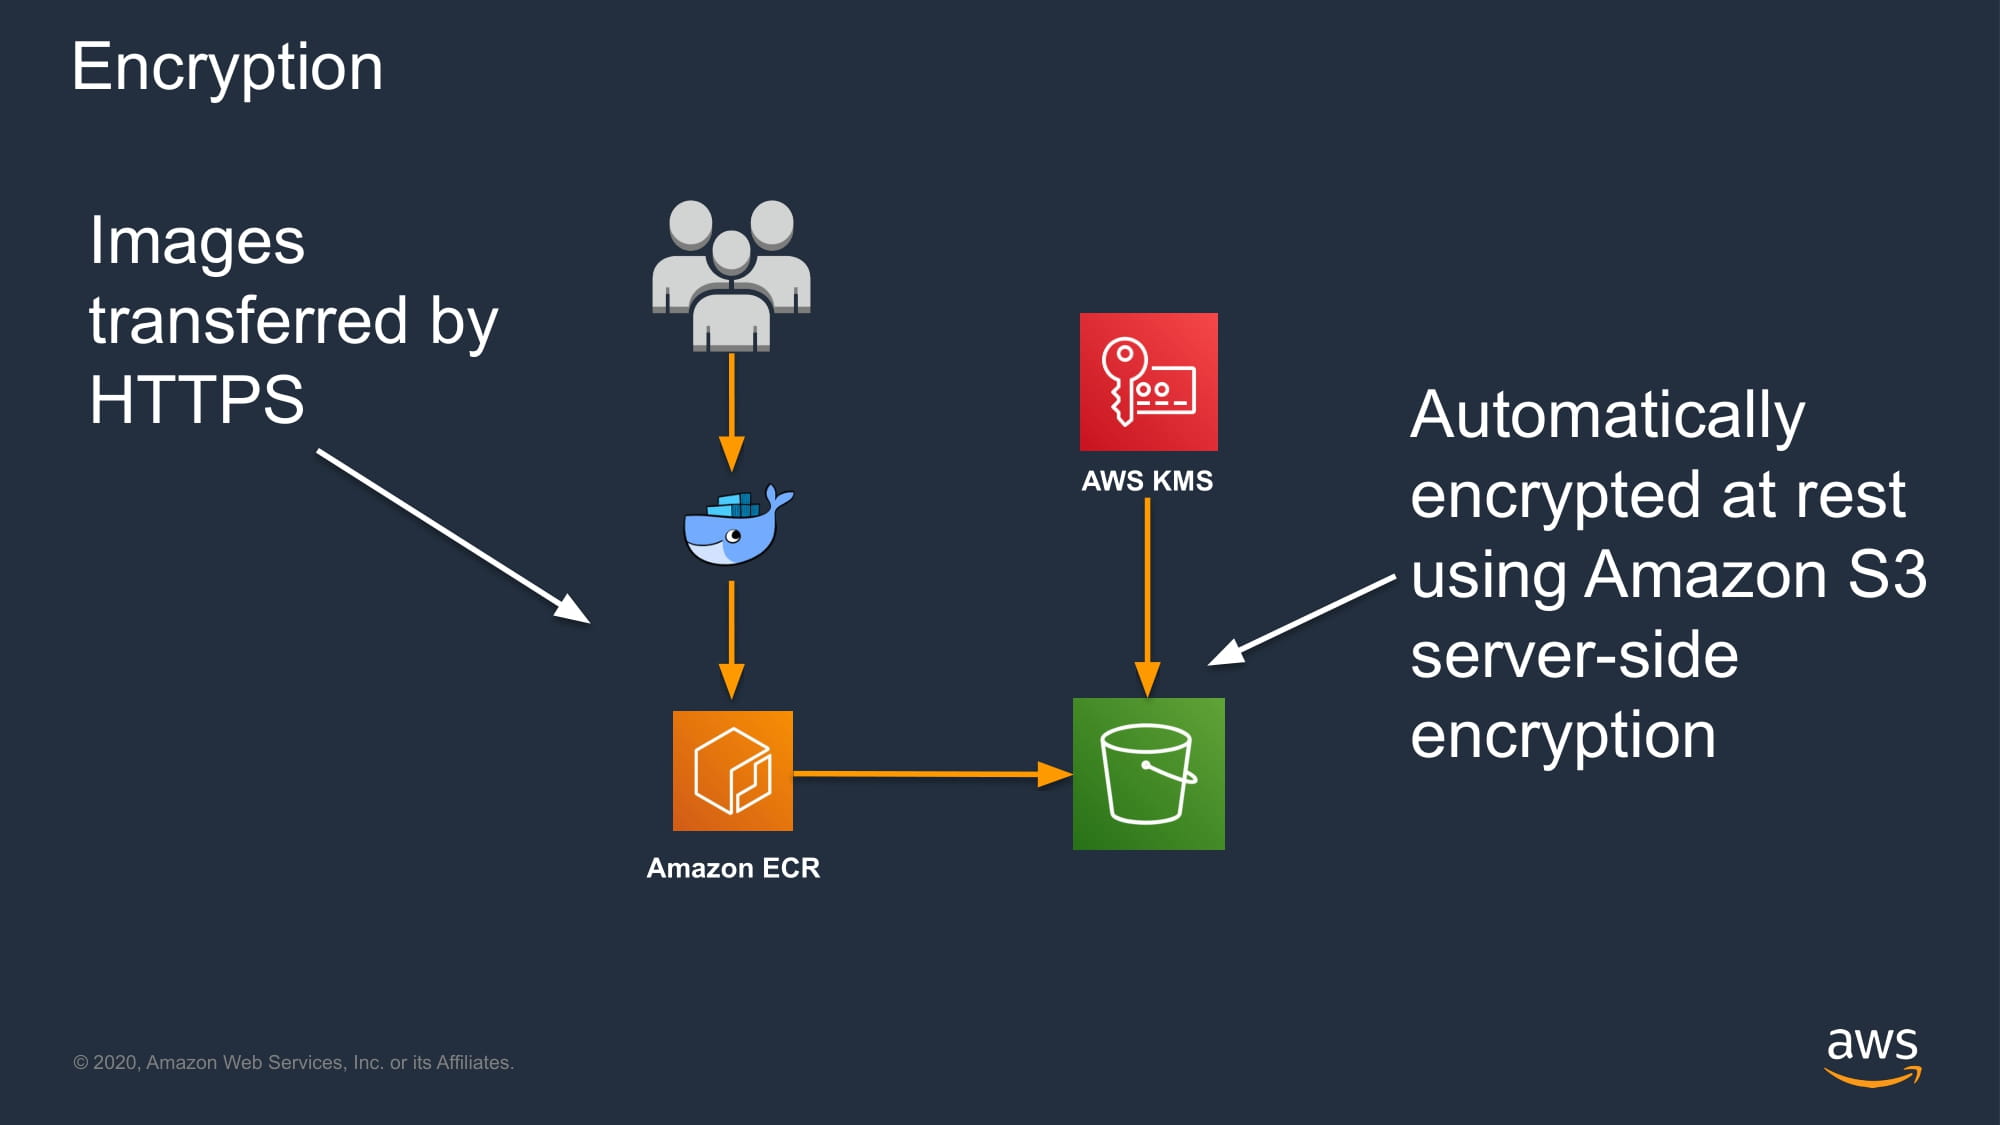 Encryption
Images
transferred by
HTTPS
AWS KMS
Automatically
encrypted at rest
using Amazon S3
server-side
encryption
Amazon ECR
© 2020, Amazon Web Services, Inc. or its Affiliates.
aws